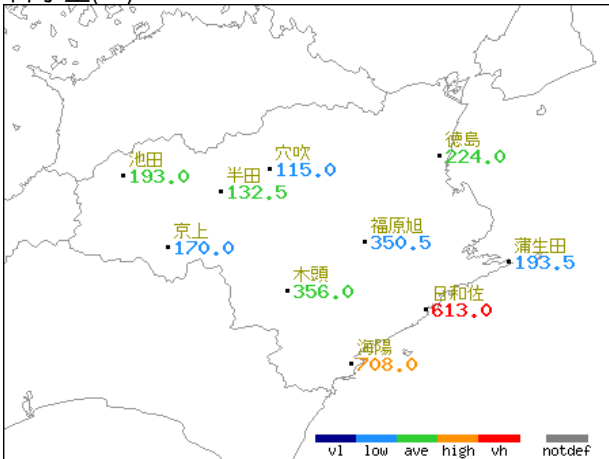 徳島
224.0
穴吹
115.0
池田
193.0
半田
132.5
京上
170.0
福原旭
350.5
蒲生田
193.5
木頭
356.0
日和佐
613.0
海陽
708.0
vl low ave high vh notdef